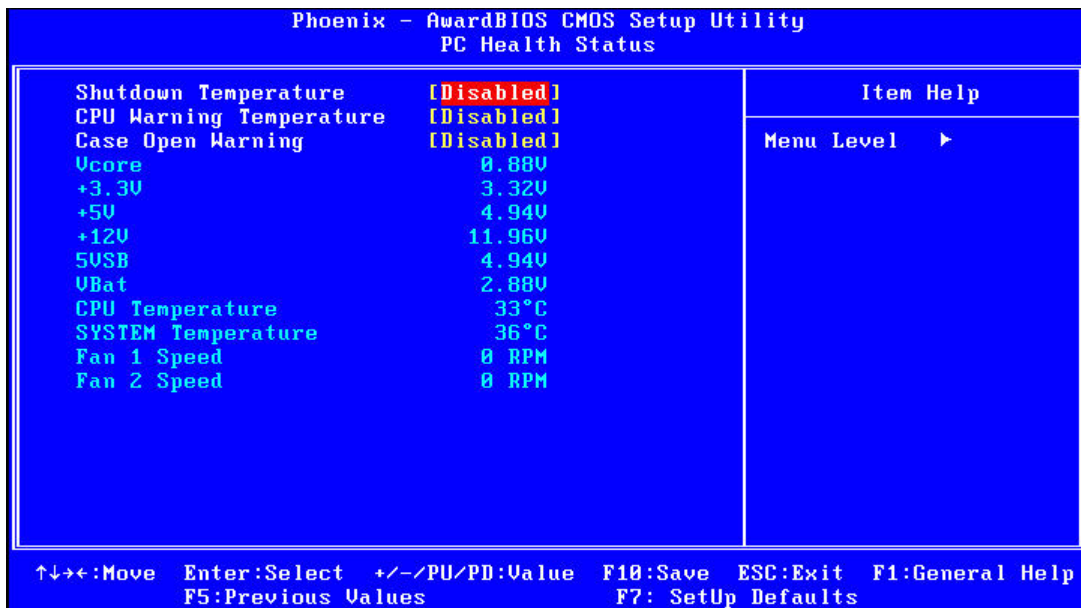 Phoenix - AwardBIOS CMOS Setup Utility
PC Health Status
Shutdown Temperature [Disabled]
CPU Warning Temperature [Disabled]
Case Open Warning [Disabled]
Vcore 0.88V
+3.3V 3.32V
+5V 4.94V
+12V 11.96V
5VSB 4.94V
VBat 2.88V
CPU Temperature 33°C
SYSTEM Temperature 36°C
Fan 1 Speed 0 RPM
Fan 2 Speed 0 RPM
Item Help
Menu Level ►
↑↓→←:Move Enter:Select +/-/PU/PD:Value F10:Save ESC:Exit F1:General Help
F5:Previous Values F7: SetUp Defaults